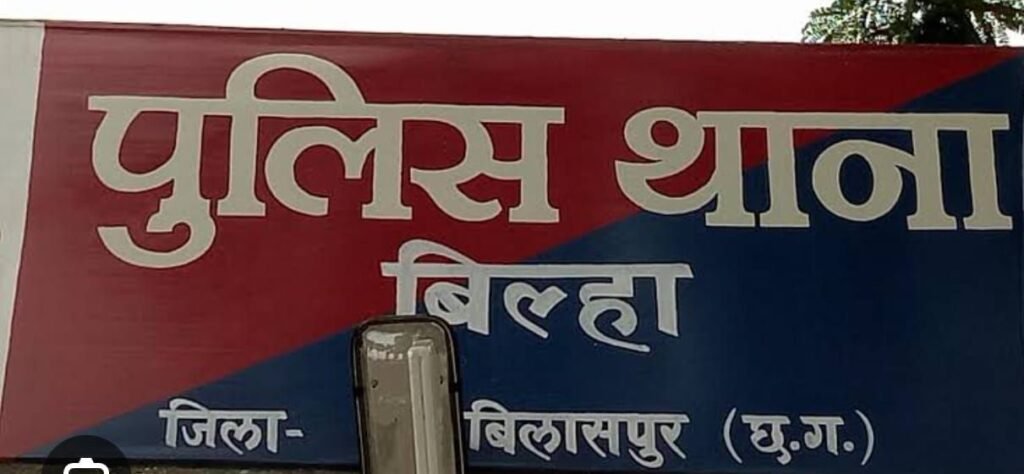 पुलिस थाना
बिल्हा
जिला- बिलासपुर (छ.ग.)